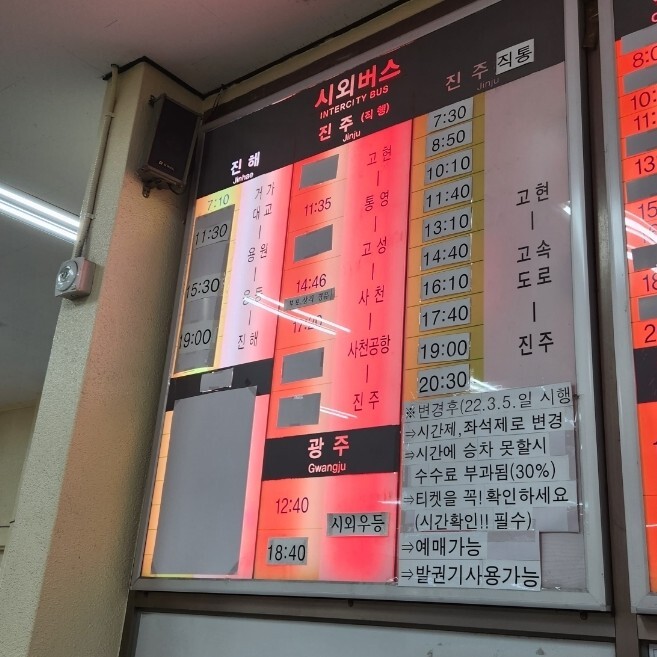 시외버스
INTERCITY BUS
진해
Jinhae
7:10
11:30
15:30
19:00
거가
대교
|
용원
|
웅동
|
진해
진주 (직행)
Jinju
11:35
14:46
고현
|
통영
|
고성
|
사천
|
사천공항
|
진주
광주
Gwangju
12:40
시외우등
18:40
진주 직통
Jinju
7:30
8:50
10:10
11:40
13:10
14:40
16:10
17:40
19:00
20:30
고현
|
고속
도로
|
진주
※변경후(22.3.5.일 시행
⇒시간제,좌석제로 변경
⇒시간에 승차 못할시
수수료 부과됨(30%)
⇒티켓을 꼭!확인하세요
(시간확인!! 필수)
⇒예매가능
⇒발권기사용가능